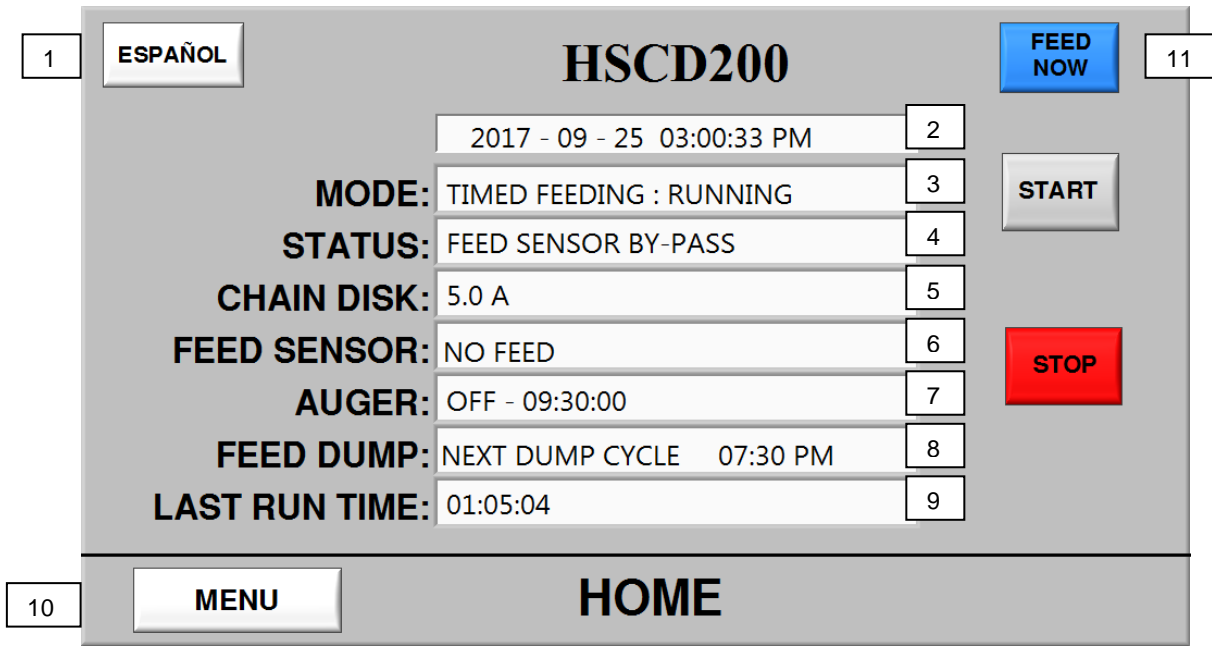 1
ESPAÑOL
HSCD200
FEED
NOW
11
2017 - 09 - 25 03:00:33 PM
2
MODE: TIMED FEEDING : RUNNING
3
START
STATUS: FEED SENSOR BY-PASS
4
CHAIN DISK: 5.0 A
5
FEED SENSOR: NO FEED
6
STOP
AUGER: OFF - 09:30:00
7
FEED DUMP: NEXT DUMP CYCLE 07:30 PM
8
LAST RUN TIME: 01:05:04
9
10
MENU
HOME